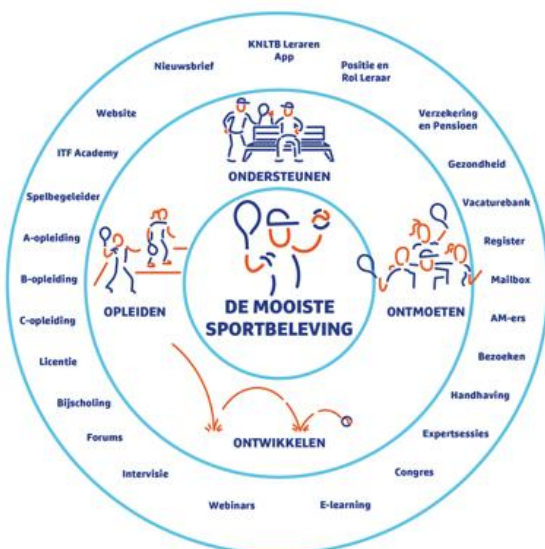 KNLTB Leraren
App
Positie en
Rol Leraar
Verzekering
en Pensioen
Gezondheid
Vacaturebank
Register
Mailbox
AM-ers
Bezoeken
Handhaving
Expertsessies
Congres
E-learning
Webinars
Intervisie
Forums
Bijscholing
Licentie
C-opleiding
B-opleiding
A-opleiding
Spelbegeleider
ITF Academy
Website
Nieuwsbrief
ONDERSTEUNEN
ONTMOETEN
ONTWIKKELEN
OPLEIDEN
DE MOOISTE
SPORTBELEVING